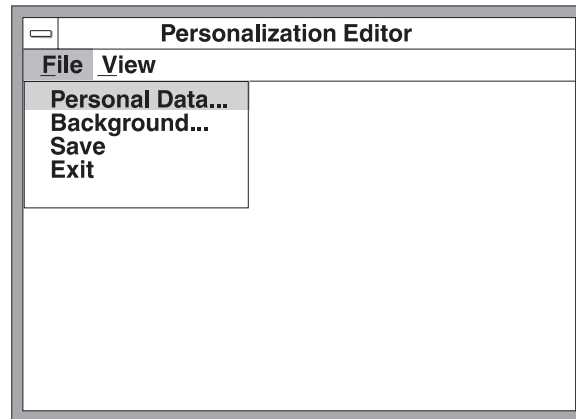 Personalization Editor
File View
Personal Data...
Background...
Save
Exit